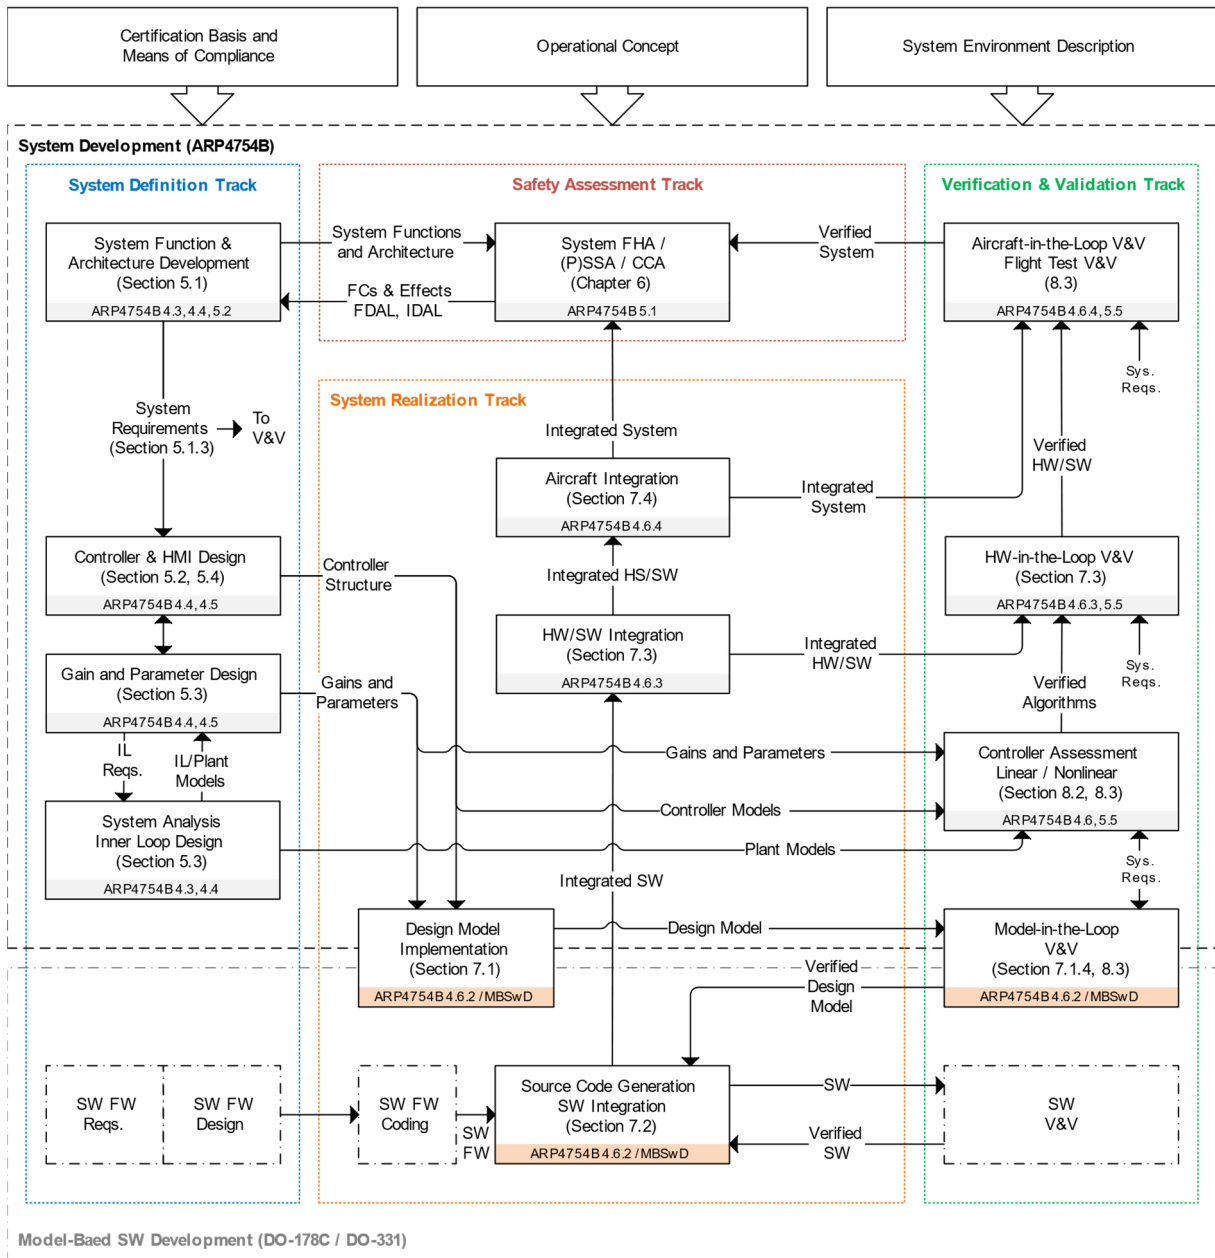 Certification Basis and
Means of Compliance
Operational Concept
System Environment Description
System Development (ARP4754B)
System Definition Track
Safety Assessment Track
Verification & Validation Track
System Function &
Architecture Development
(Section 5.1)
ARP4754B 4.3, 4.4, 5.2
System Functions
and Architecture
FCs & Effects
FDAL, IDAL
System FHA /
(P)SSA / CCA
(Chapter 6)
ARP4754B 5.1
Verified
System
Aircraft-in-the-Loop V&V
Flight Test V&V
(8.3)
ARP4754B 4.6.4, 5.5
Sys.
Reqs.
System
Requirements
(Section 5.1.3)
To
V&V
System Realization Track
Integrated System
Aircraft Integration
(Section 7.4)
ARP4754B 4.6.4
Integrated
System
Verified
HW/SW
Controller & HMI Design
(Section 5.2, 5.4)
ARP4754B 4.4, 4.5
Controller
Structure
Integrated HS/SW
HW-in-the-Loop V&V
(Section 7.3)
ARP4754B 4.6.3, 5.5
HW/SW Integration
(Section 7.3)
ARP4754B 4.6.3
Integrated
HW/SW
Sys.
Reqs.
Gain and Parameter Design
(Section 5.3)
ARP4754B 4.4, 4.5
Gains and
Parameters
Verified
Algorithms
IL
Reqs.
IL/Plant
Models
Gains and Parameters
Controller Assessment
Linear / Nonlinear
(Section 8.2, 8.3)
ARP4754B 4.6, 5.5
Controller Models
System Analysis
Inner Loop Design
(Section 5.3)
ARP4754B 4.3, 4.4
Plant Models
Sys.
Reqs.
Integrated SW
Design Model
Implementation
(Section 7.1)
ARP4754B 4.6.2 / MBSwD
Design Model
Model-in-the-Loop
V&V
(Section 7.1.4, 8.3)
ARP4754B 4.6.2 / MBSwD
Verified
Design
Model
SW FW
Reqs.
SW FW
Design
SW FW
Coding
SW
FW
Source Code Generation
SW Integration
(Section 7.2)
ARP4754B 4.6.2 / MBSwD
SW
Verified
SW
SW
V&V
Model-Baed SW Development (DO-178C / DO-331)